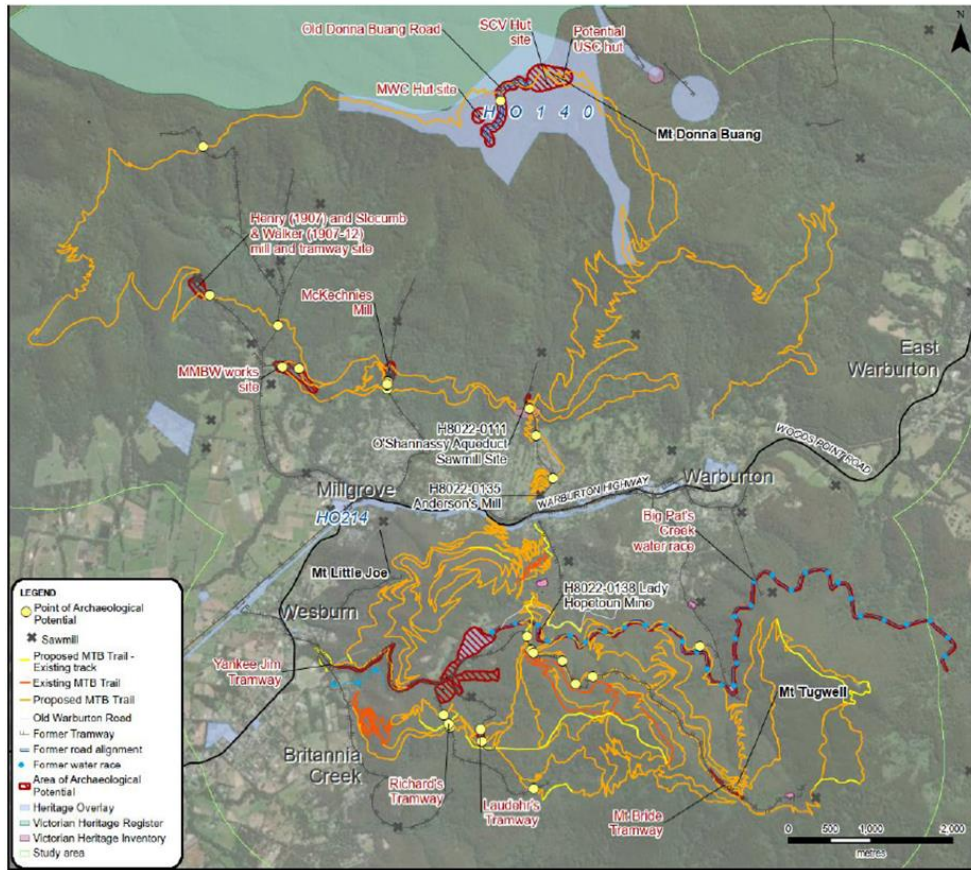 N
Old Donna Buang Road
SCV Hut
site
Potential
USC hut
MWC Hut site
HO140
Mt Donna Buang
Henry (1907) and Slocumb
& Walker (1907-12)
mill and tramway site
McKechnies
Mill
MMBW works
site
East
Warburton
H8022-0111
O'Shannassy Aqueduct
Sawmill Site
WOODS POINT ROAD
Millgrove
H8022-0135
Anderson's Mill
WARBURTON HIGHWAY
Warburton
HO214
Big Pat's
Creek
water race
Mt Little Joe
H8022-0138 Lady
Hopetoun Mine
Wesburn
Yankee Jim
Tramway
Mt Tugwell
Britannia
Creek
Richard's
Tramway
Laudehr's
Tramway
Mt Bride
Tramway
LEGEND
Point of Archaeological
Potential
Sawmill
Proposed MTB Trail -
Existing track
Existing MTB Trail
Proposed MTB Trail
Old Warburton Road
Former Tramway
Former road alignment
Former water race
Area of Archaeological
Potential
Heritage Overlay
Victorian Heritage Register
Victorian Heritage Inventory
Study area
0 500 1,000 2,000
metres